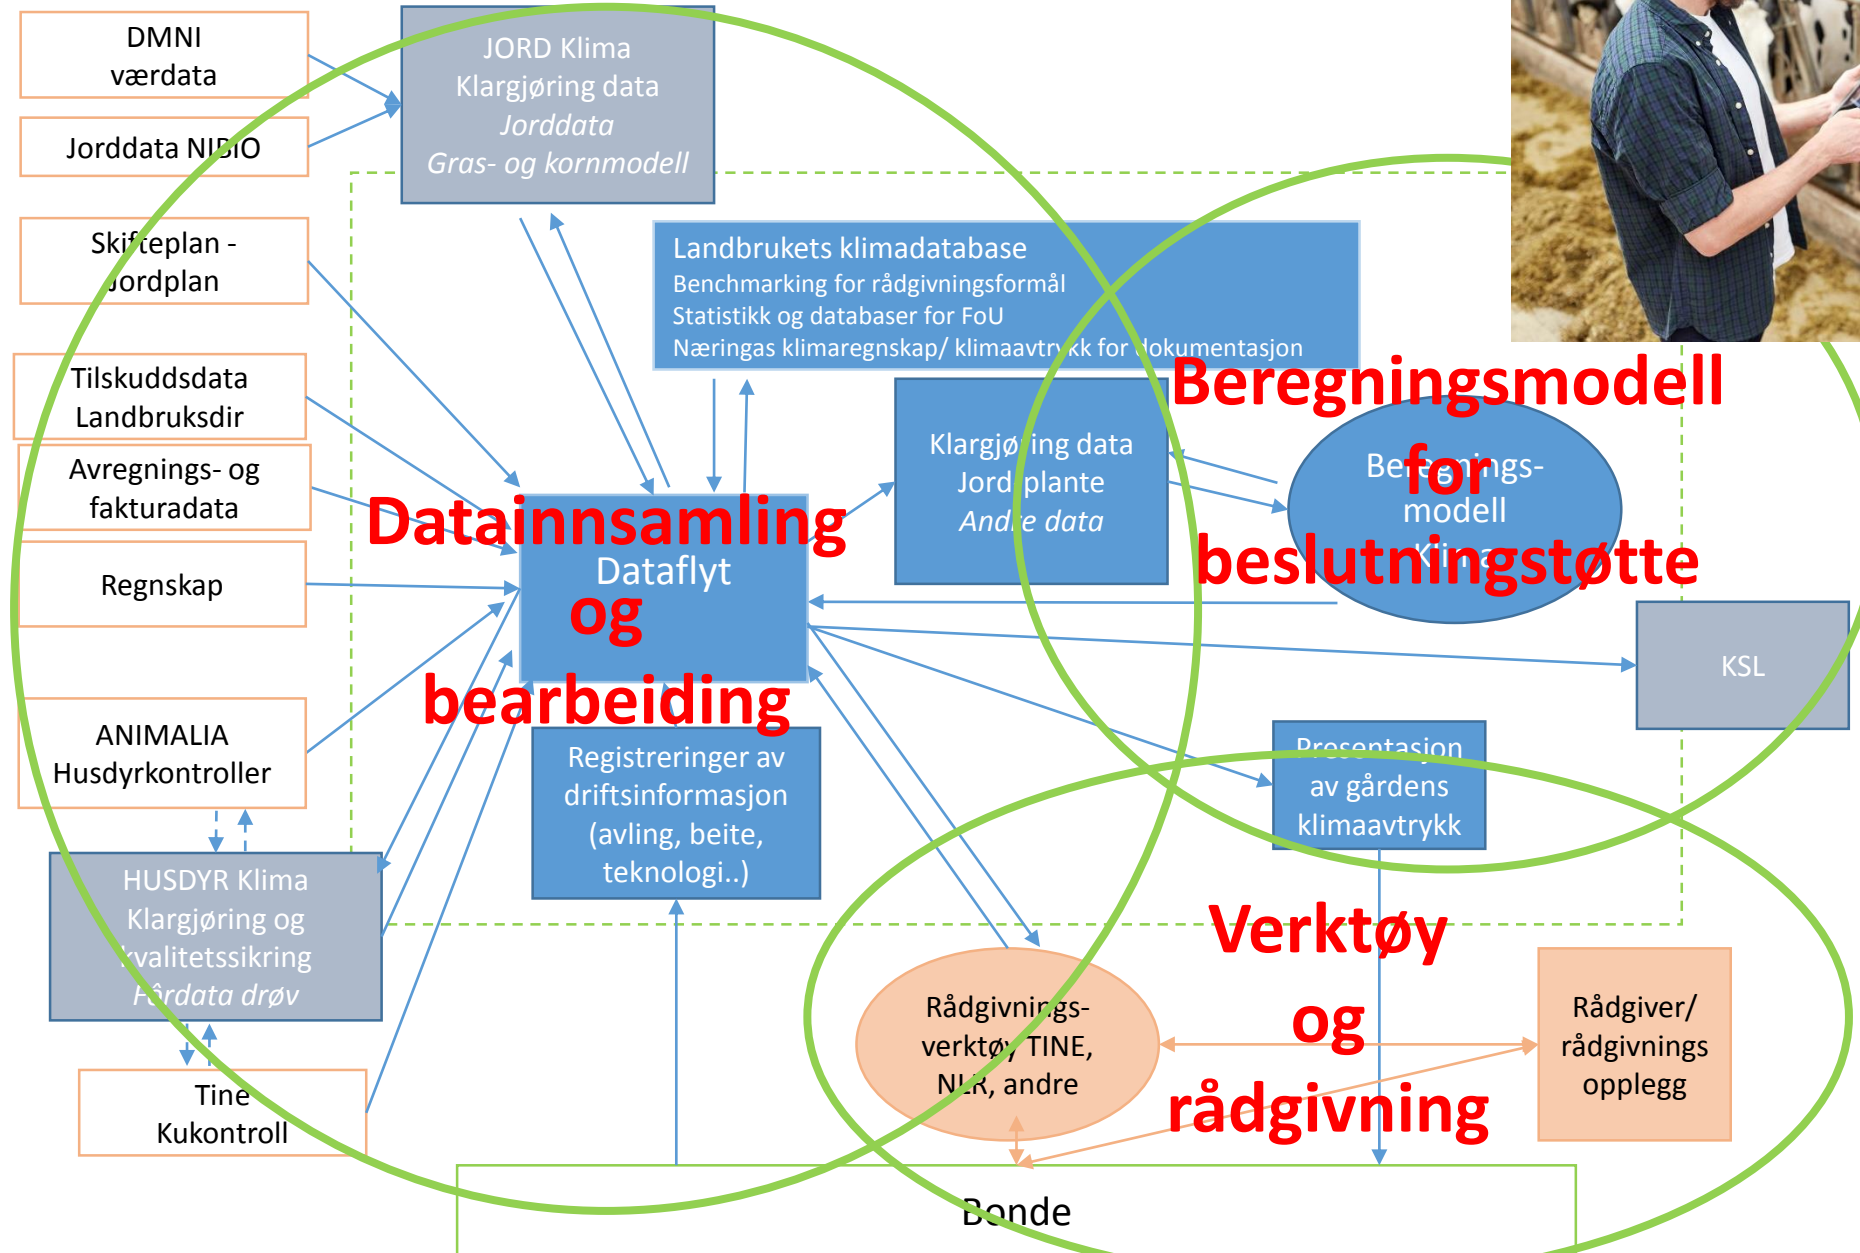 DMNI
værdata
Jorddata NIBIO
Skifteplan -
Jordplan
Tilskuddsdata
Landbruksdir
Avregnings- og
fakturadata
Regnskap
ANIMALIA
Husdyrkontroller
HUSDYR Klima
Klargjøring og
kvalitetssikring
Fôrdata drøv
Tine
Kukontroll
JORD Klima
Klargjøring data
Jorddata
Gras- og kornmodell
Landbrukets klimadatabase
Benchmarking for rådgivningsformål
Statistikk og databaser for FoU
Næringas klimaregnskap/ klimaavtrykk for dokumentasjon
Klargjøring data
Jord, plante
Andre data
Beregnings-
modell
Klima
Beregningsmodell
for
beslutningstøtte
Datainnsamling
og
bearbeiding
Dataflyt
KSL
Registreringer av
driftsinformasjon
(avling, beite,
teknologi..)
Presentasjon
av gårdens
klimaavtrykk
Verktøy
og
rådgivning
Rådgivnings-
verktøy TINE,
NLR, andre
Rådgiver/
rådgivnings
opplegg
Bonde